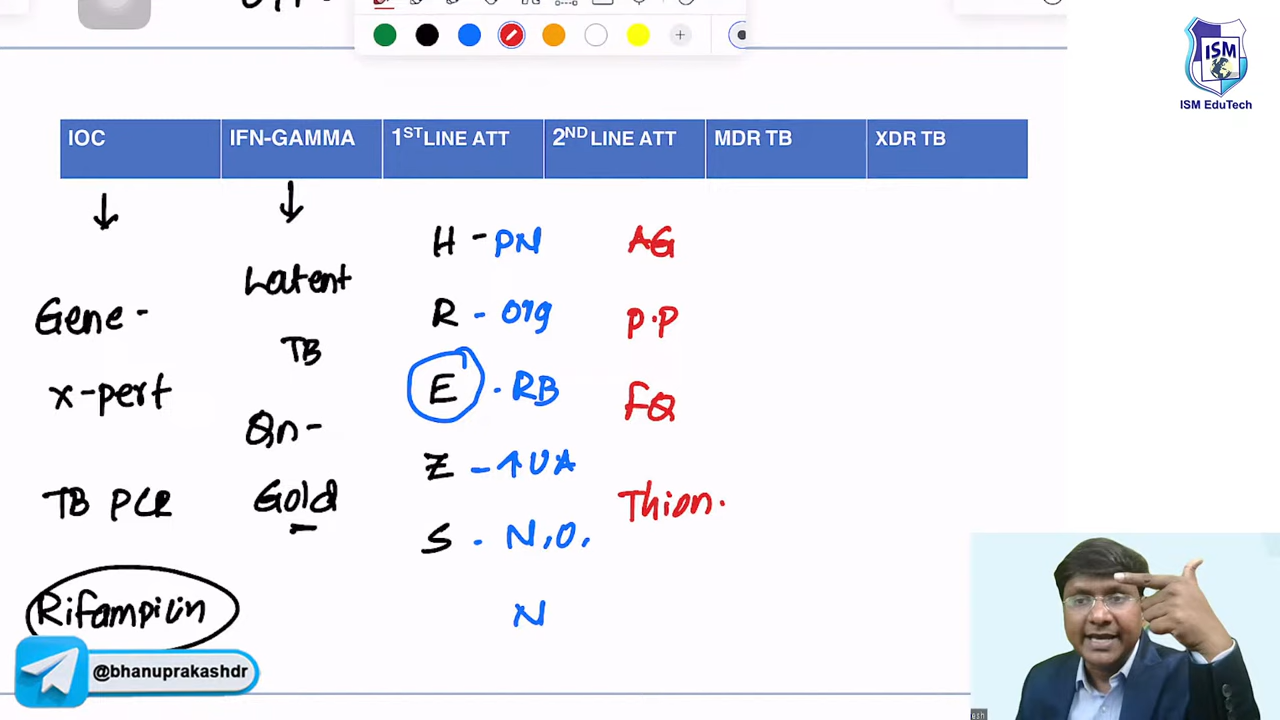 ISM
ISM EduTech
IOC
IFN-GAMMA
1ST LINE ATT
2ND LINE ATT
MDR TB
XDR TB
Gene-
x-pert
TB PCR
Rifampicin
Latent
TB
Qn-
Gold
H - PN
R - org
E - RB
Z - ↑UA
S - N, O,
N
AG
P.P
FQ
Thion.
@bhanuprakashdr